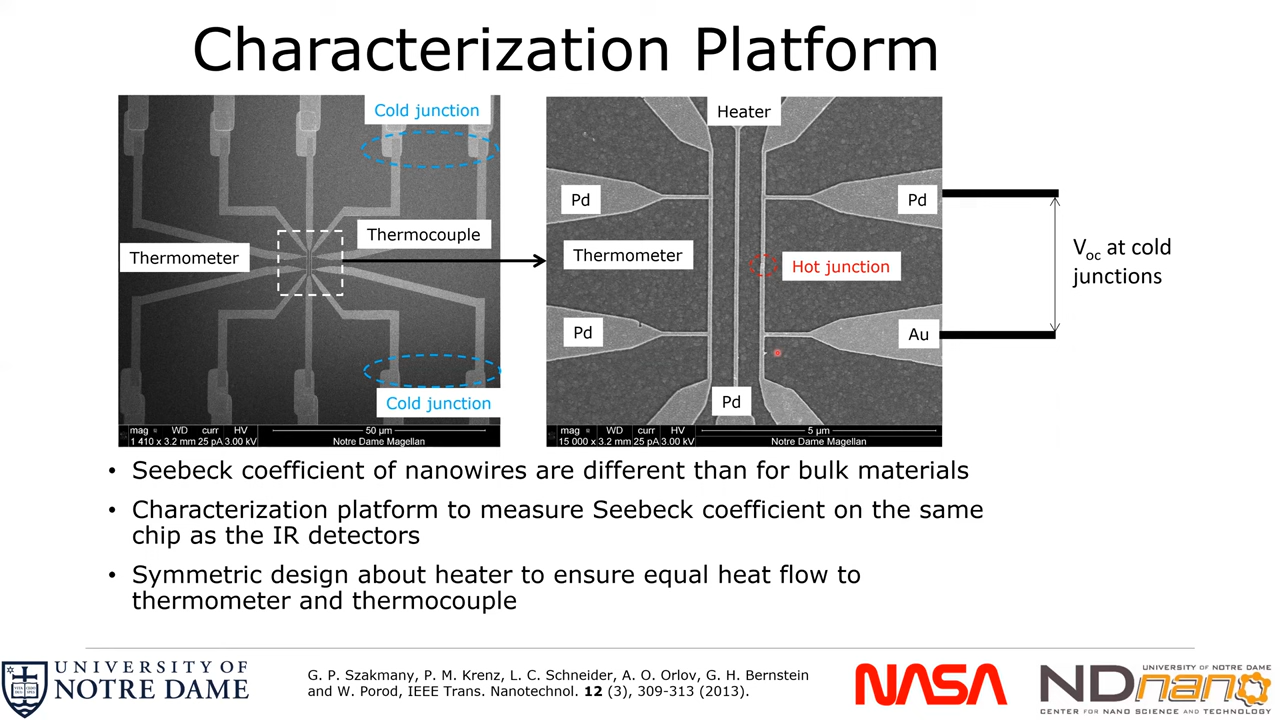 Characterization Platform
Cold junction
Thermocouple
Thermometer
Cold junction
mag WD curr HV
1 410 x 3.2 mm 25 pA 3.00 kV
50 µm
Notre Dame Magellan
Heater
Pd
Pd
Thermometer
Hot junction
Pd
Au
Pd
mag WD curr HV
15 000 x 3.2 mm 25 pA 3.00 kV
5 µm
Notre Dame Magellan
Voc at cold
junctions
• Seebeck coefficient of nanowires are different than for bulk materials
• Characterization platform to measure Seebeck coefficient on the same
chip as the IR detectors
• Symmetric design about heater to ensure equal heat flow to
thermometer and thermocouple
UNIVERSITY OF
NOTRE DAME
G. P. Szakmany, P. M. Krenz, L. C. Schneider, A. O. Orlov, G. H. Bernstein
and W. Porod, IEEE Trans. Nanotechnol. 12 (3), 309-313 (2013).
NASA
UNIVERSITY OF NOTRE DAME
NDnano
CENTER FOR NANO SCIENCE AND TECHNOLOGY